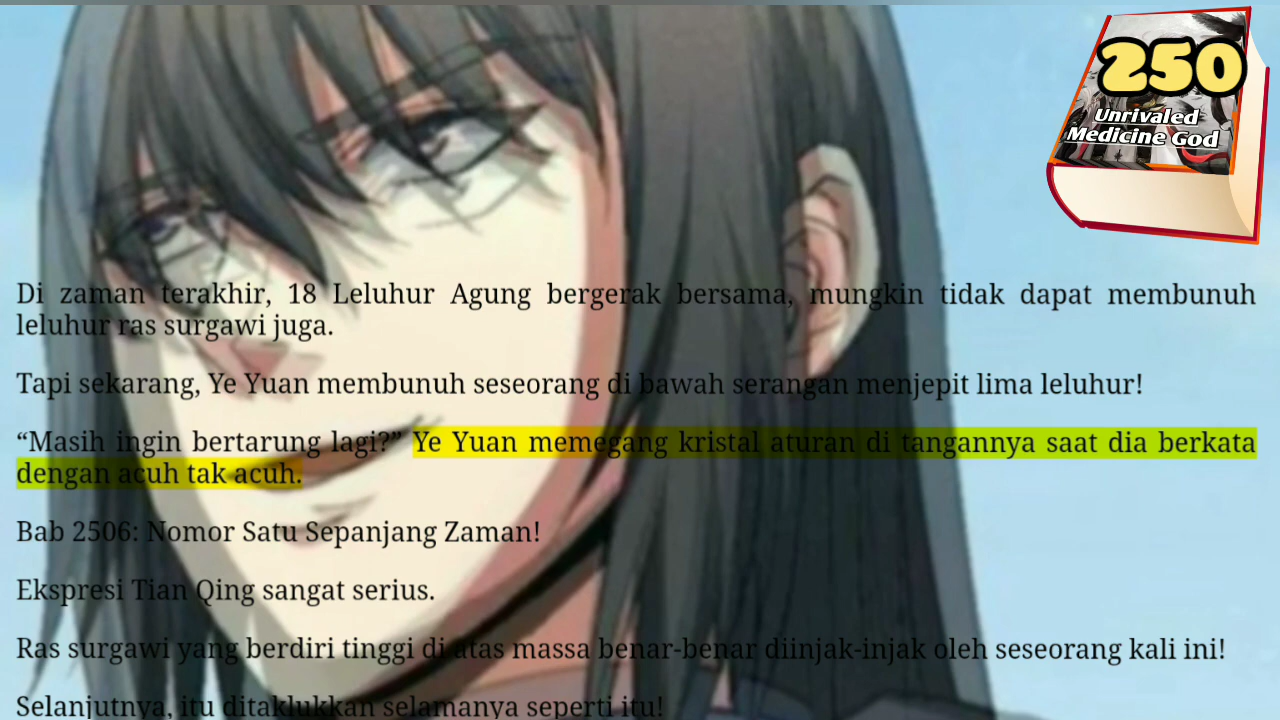 250
Unrivaled
Medicine God
Di zaman terakhir, 18 Leluhur Agung bergerak bersama, mungkin tidak dapat membunuh
leluhur ras surgawi juga.
Tapi sekarang, Ye Yuan membunuh seseorang di bawah serangan menjepit lima leluhur!
“Masih ingin bertarung lagi?” Ye Yuan memegang kristal aturan di tangannya saat dia berkata
dengan acuh tak acuh.
Bab 2506: Nomor Satu Sepanjang Zaman!
Ekspresi Tian Qing sangat serius.
Ras surgawi yang berdiri tinggi di atas massa benar-benar diinjak-injak oleh seseorang kali ini!
Selanjutnya, itu ditaklukkan selamanya seperti itu!